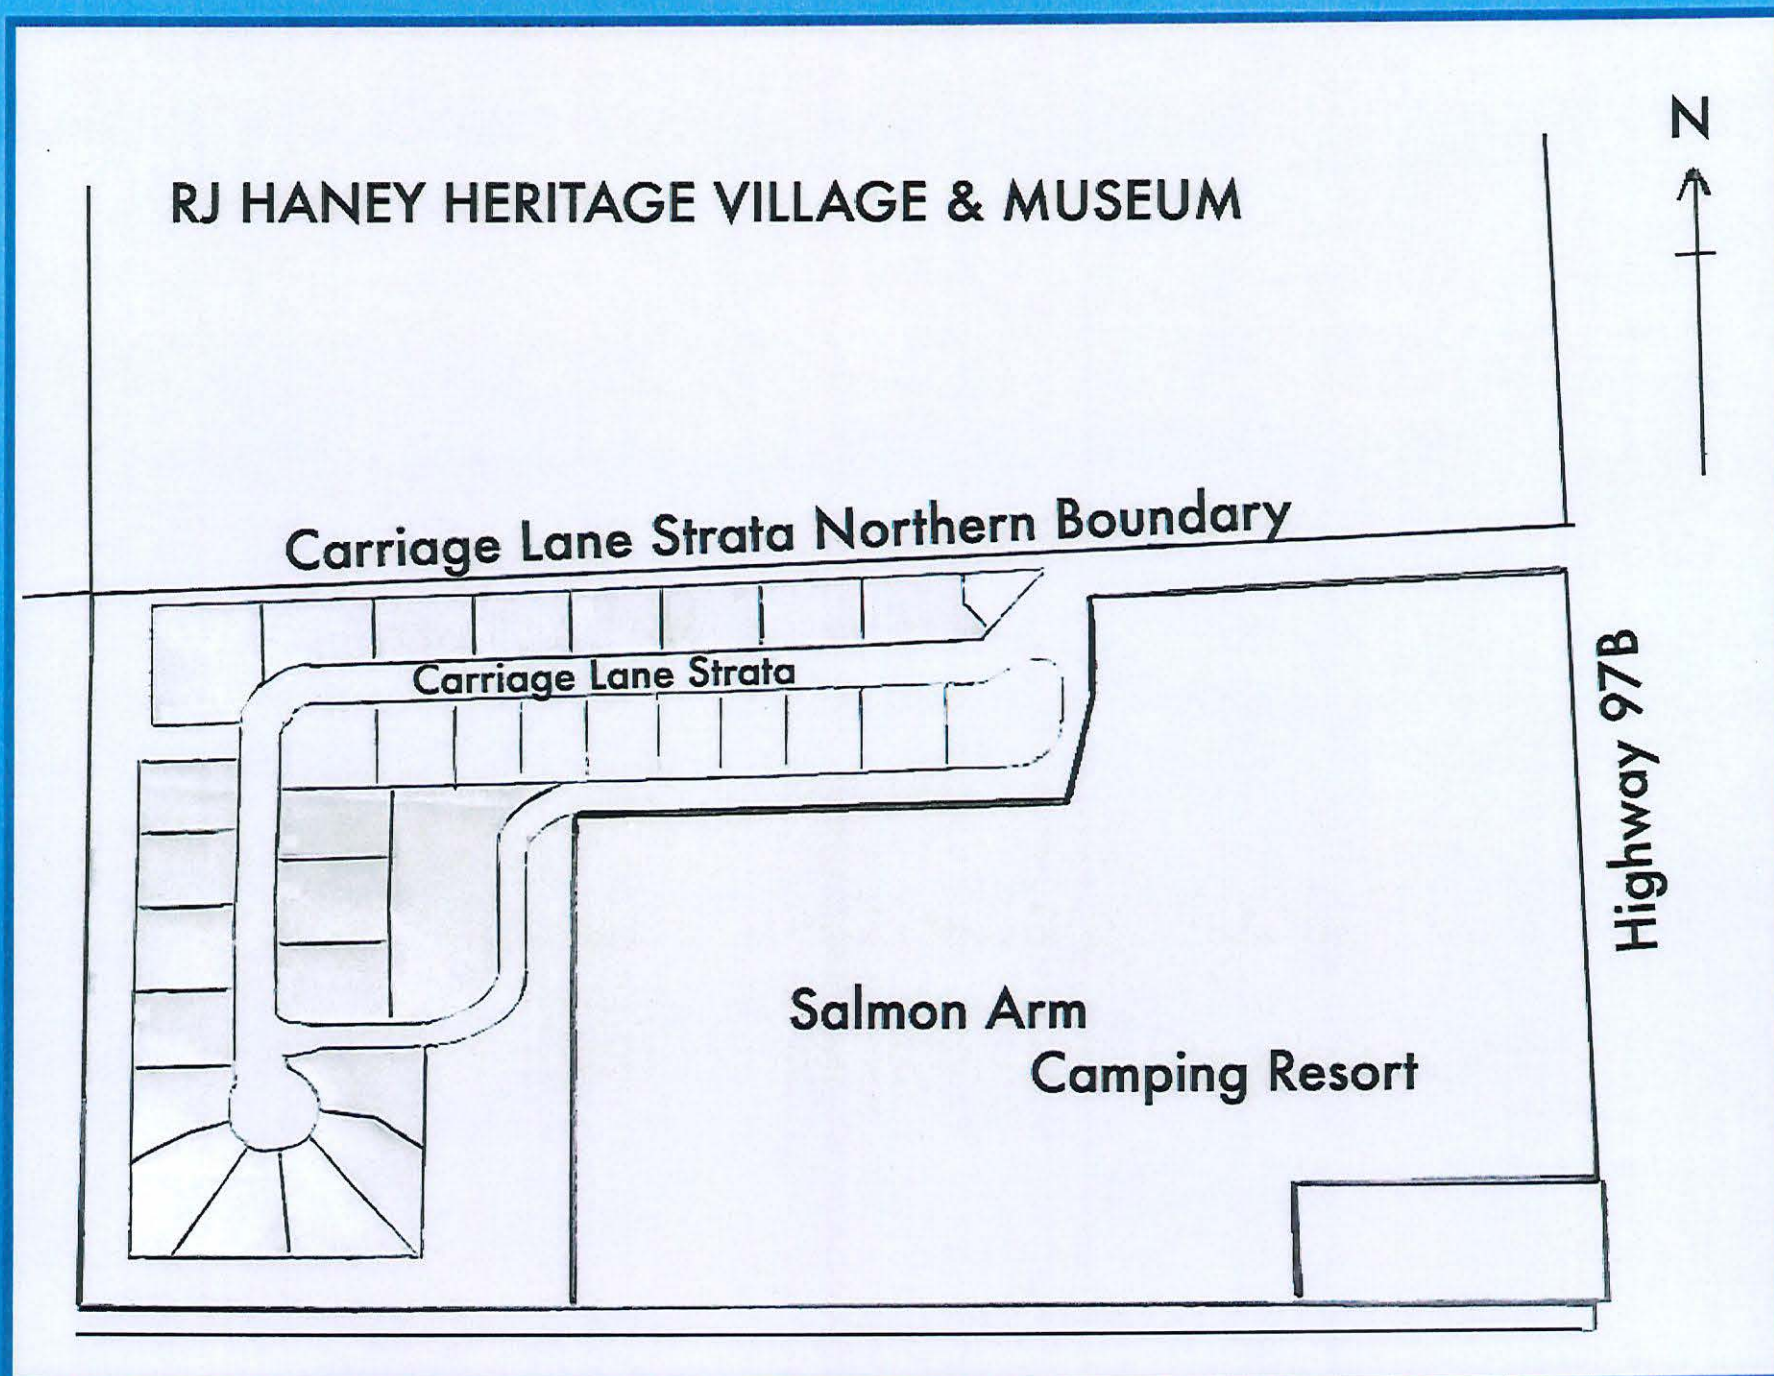 N
RJ HANEY HERITAGE VILLAGE & MUSEUM
Carriage Lane Strata Northern Boundary
Carriage Lane Strata
Highway 97B
Salmon Arm
Camping Resort